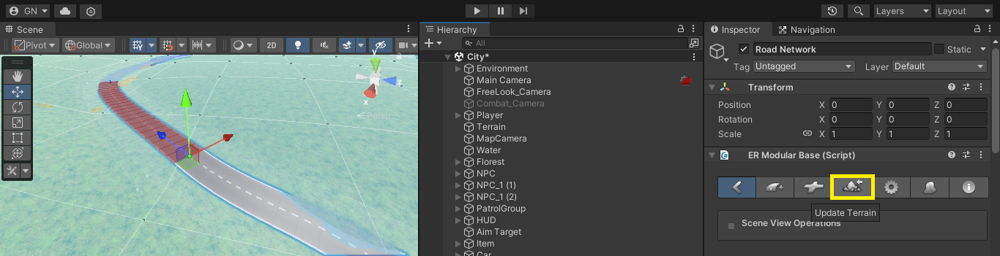 GN
Layers
Layout
Scene
Pivot
Global
2D
y
x
Persp
Hierarchy
All
City*
Environment
Main Camera
FreeLook_Camera
Combat_Camera
Player
Terrain
MapCamera
Water
Florest
NPC
NPC_1 (1)
NPC_1 (2)
PatrolGroup
HUD
Aim Target
Item
Car
Inspector
Navigation
Road Network
Static
Tag Untagged
Layer Default
Transform
Position X 0 Y 0 Z 0
Rotation X 0 Y 0 Z 0
Scale X 1 Y 1 Z 1
ER Modular Base (Script)
Update Terrain
Scene View Operations